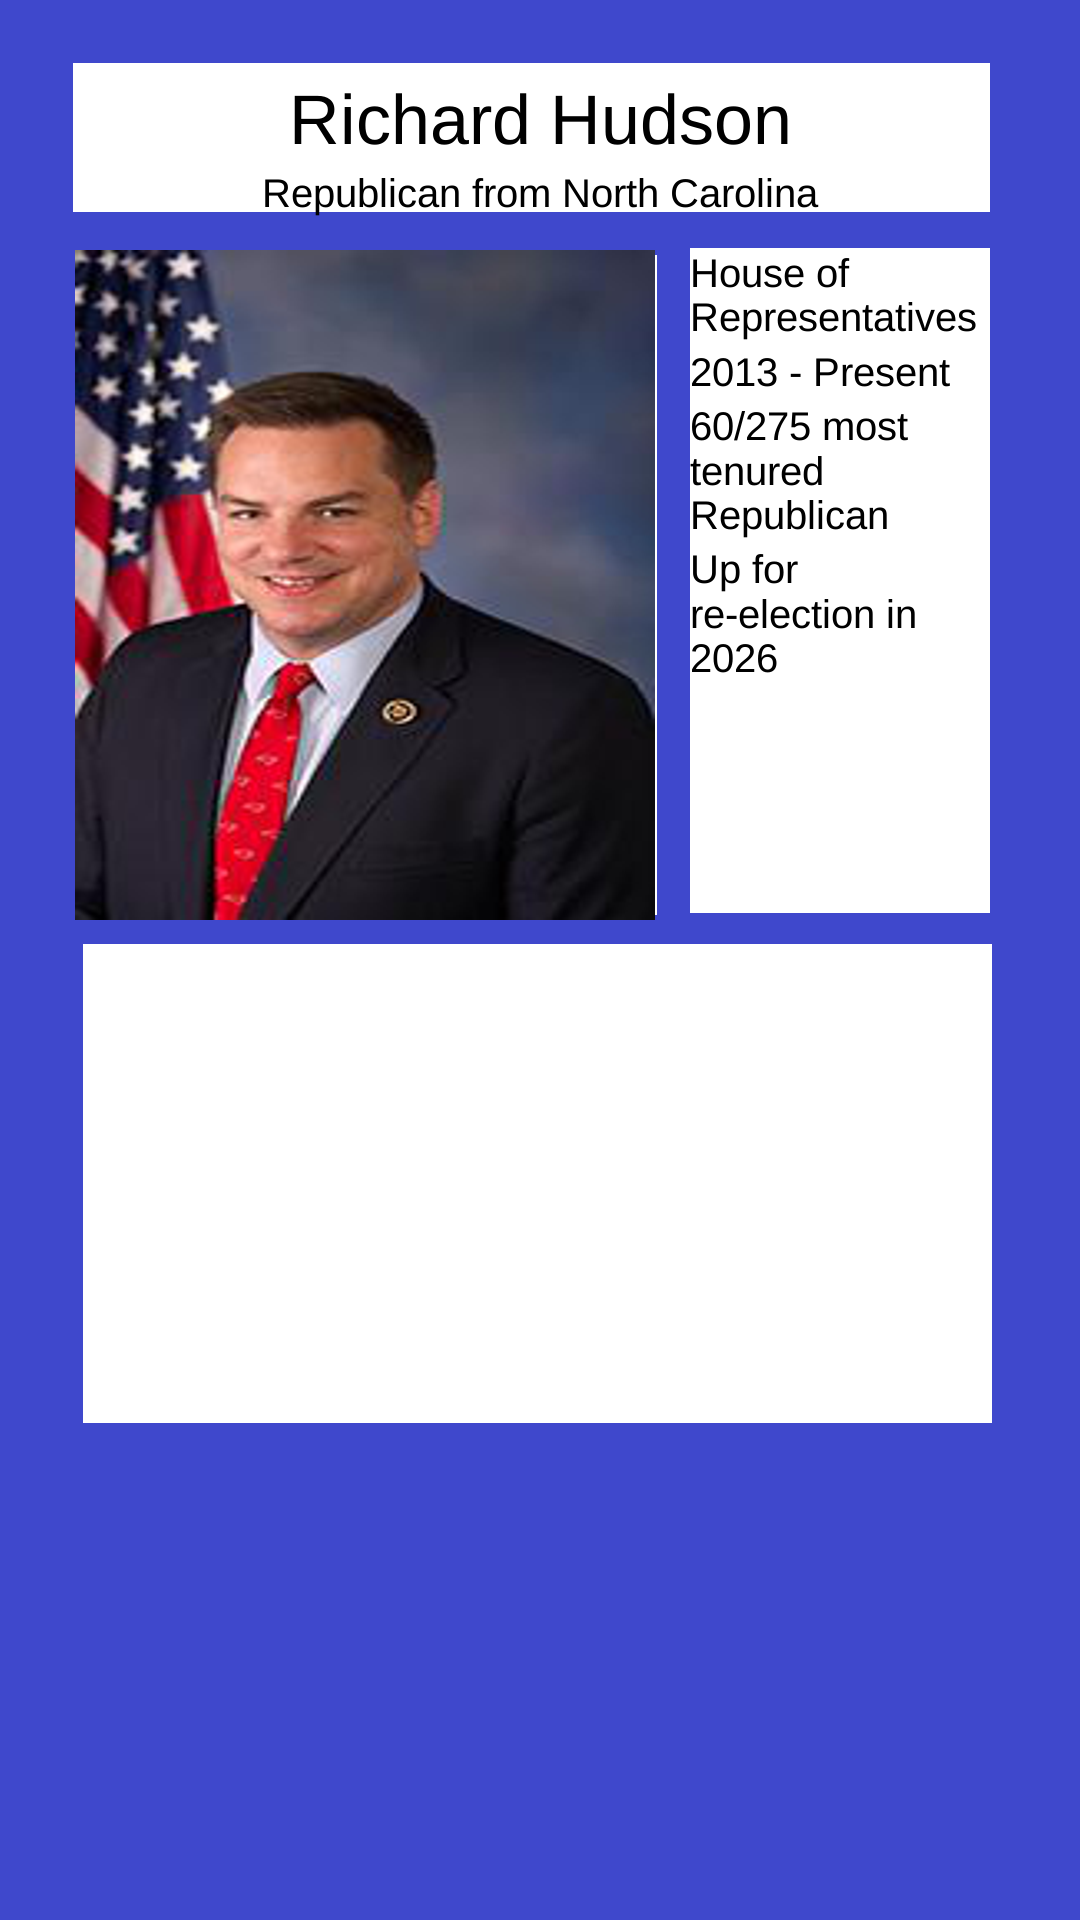 Richard Hudson
Republican from North Carolina
House of
Representatives
2013 - Present
60/275 most
tenured
Republican
Up for
re-election in
2026